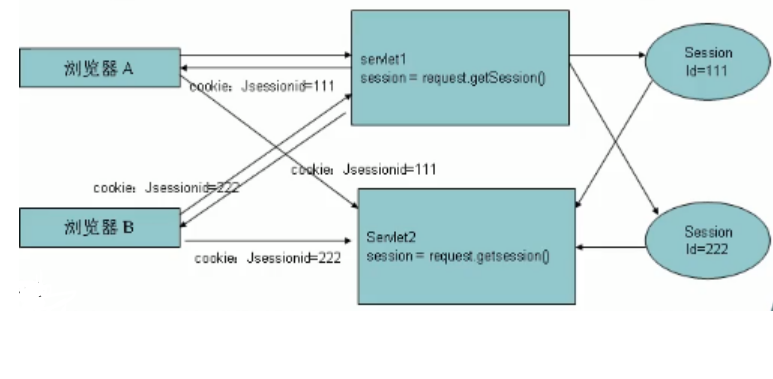 浏览器 A
servlet1
session = request.getSession()
Session
Id=111
cookie: Jsessionid=111
cookie: Jsessionid=111
cookie: Jsessionid=222
浏览器 B
Servlet2
session = request.getsession()
Session
Id=222
cookie: Jsessionid=222